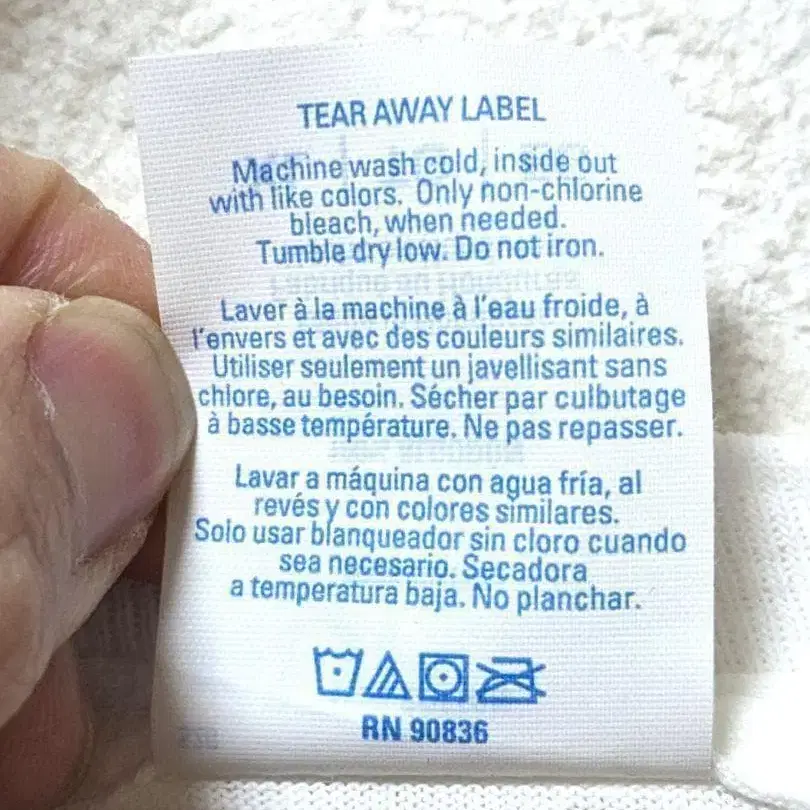 TEAR AWAY LABEL
Machine wash cold, inside out
with like colors. Only non-chlorine
bleach, when needed.
Tumble dry low. Do not iron.
Laver à la machine à l'eau froide, à
l'envers et avec des couleurs similaires.
Utiliser seulement un javellisant sans
chlore, au besoin. Sécher par culbutage
à basse température. Ne pas repasser.
Lavar a máquina con agua fría, al
revés y con colores similares.
Solo usar blanqueador sin cloro cuando
sea necesario. Secadora
a temperatura baja. No planchar.
RN 90836